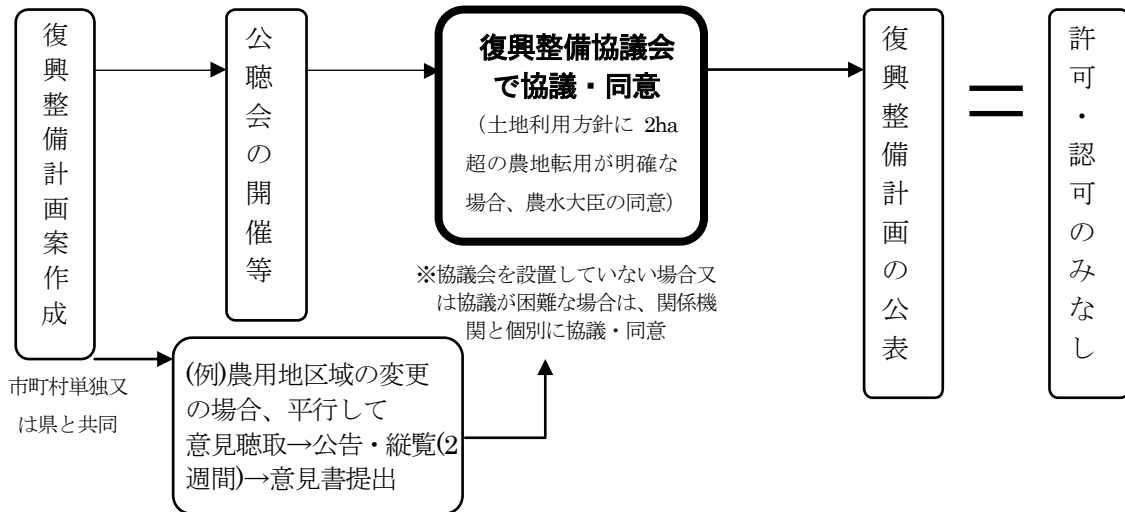 復興整備計画案作成
公聴会の開催等
復興整備協議会
で協議・同意
（土地利用方針に 2ha
超の農地転用が明確な
場合、農水大臣の同意）
復興整備計画の公表
＝
許可・認可のみなし
※協議会を設置していない場合又
は協議が困難な場合は、関係機
関と個別に協議・同意
市町村単独又
は県と共同
(例)農用地区域の変更
の場合、平行して
意見聴取→公告・縦覧(2
週間)→意見書提出